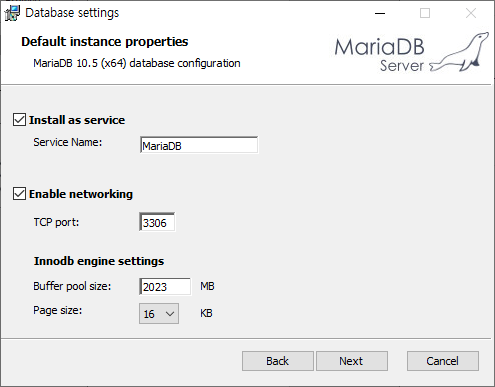 Database settings
Default instance properties
MariaDB 10.5 (x64) database configuration
MariaDB
Server
Install as service
Service Name: MariaDB
Enable networking
TCP port: 3306
Innodb engine settings
Buffer pool size: 2023 MB
Page size: 16 KB
Back Next Cancel